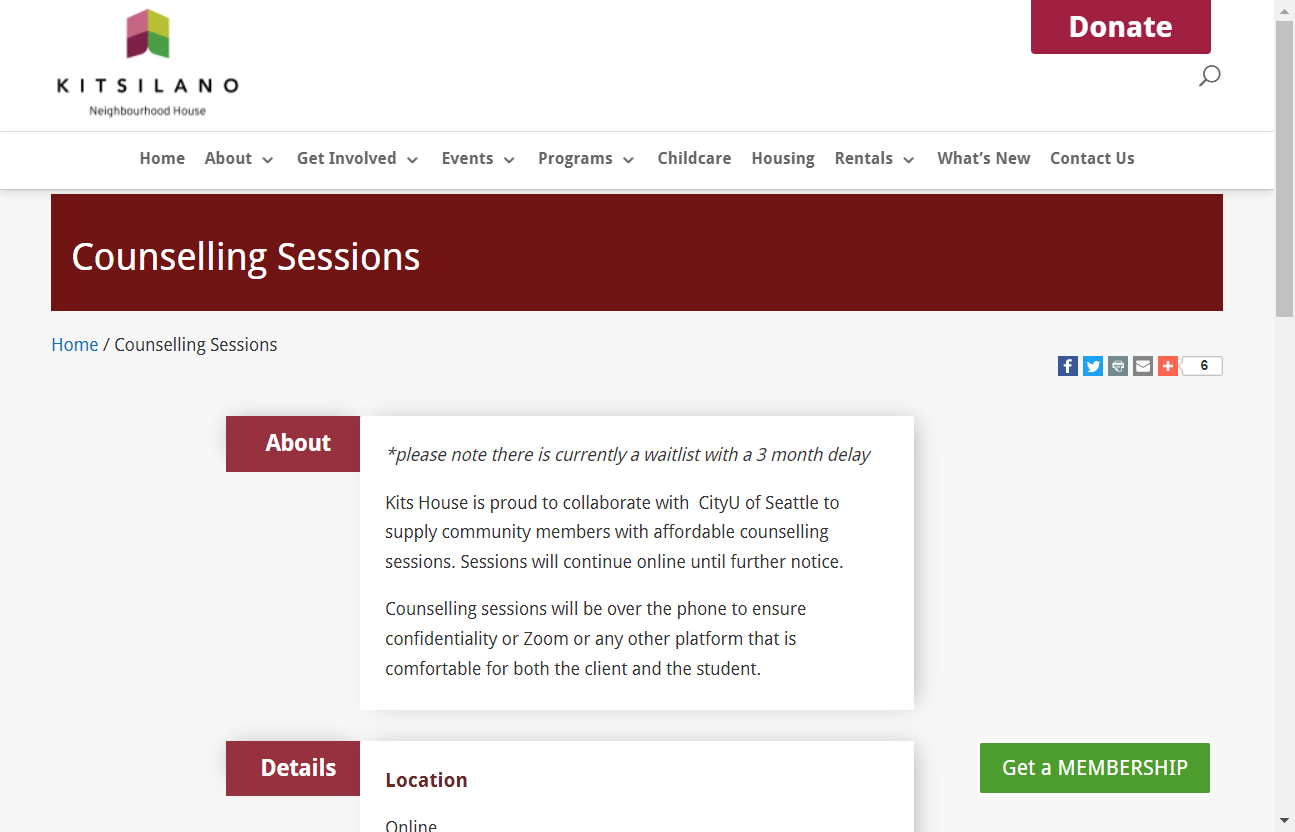 Donate
KITSILANO
Neighbourhood House
Home About Get Involved Events Programs Childcare Housing Rentals What's New Contact Us
Counselling Sessions
Home / Counselling Sessions
6
About
*please note there is currently a waitlist with a 3 month delay
Kits House is proud to collaborate with CityU of Seattle to
supply community members with affordable counselling
sessions. Sessions will continue online until further notice.
Counselling sessions will be over the phone to ensure
confidentiality or Zoom or any other platform that is
comfortable for both the client and the student.
Details
Location
Online
Get a MEMBERSHIP